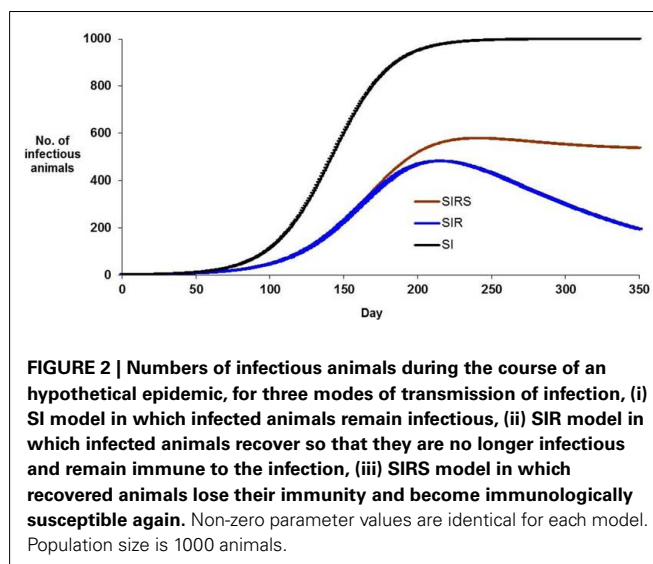 1000
800
No. of
infectious
animals
600
400
200
0
SIRS
SIR
SI
0 50 100 150 200 250 300 350
Day
FIGURE 2 | Numbers of infectious animals during the course of an
hypothetical epidemic, for three modes of transmission of infection, (i)
SI model in which infected animals remain infectious, (ii) SIR model in
which infected animals recover so that they are no longer infectious
and remain immune to the infection, (iii) SIRS model in which
recovered animals lose their immunity and become immunologically
susceptible again. Non-zero parameter values are identical for each model.
Population size is 1000 animals.